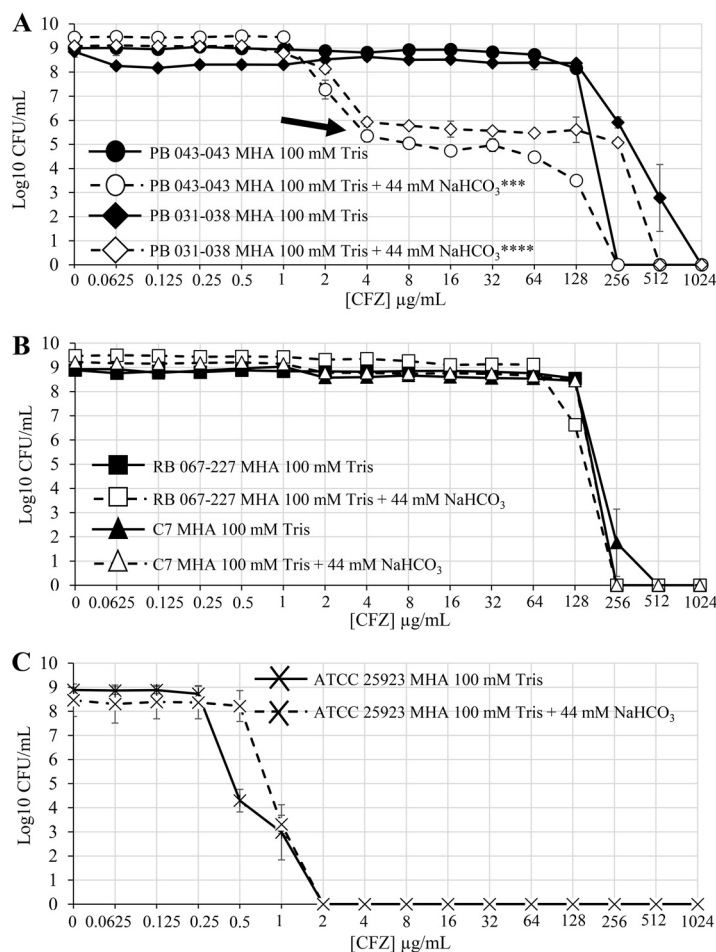 A
10
9
8
7
6
5
4
3
2
1
0
Log10 CFU/mL
PB 043-043 MHA 100 mM Tris
PB 043-043 MHA 100 mM Tris + 44 mM NaHCO₃***
PB 031-038 MHA 100 mM Tris
PB 031-038 MHA 100 mM Tris + 44 mM NaHCO₃****
0 0.0625 0.125 0.25 0.5 1 2 4 8 16 32 64 128 256 512 1024
[CFZ] µg/mL
B
10
9
8
7
6
5
4
3
2
1
0
Log10 CFU/mL
RB 067-227 MHA 100 mM Tris
RB 067-227 MHA 100 mM Tris + 44 mM NaHCO₃
C7 MHA 100 mM Tris
C7 MHA 100 mM Tris + 44 mM NaHCO₃
0 0.0625 0.125 0.25 0.5 1 2 4 8 16 32 64 128 256 512 1024
[CFZ] µg/mL
C
10
9
8
7
6
5
4
3
2
1
0
Log10 CFU/mL
ATCC 25923 MHA 100 mM Tris
ATCC 25923 MHA 100 mM Tris + 44 mM NaHCO₃
0 0.0625 0.125 0.25 0.5 1 2 4 8 16 32 64 128 256 512 1024
[CFZ] µg/mL